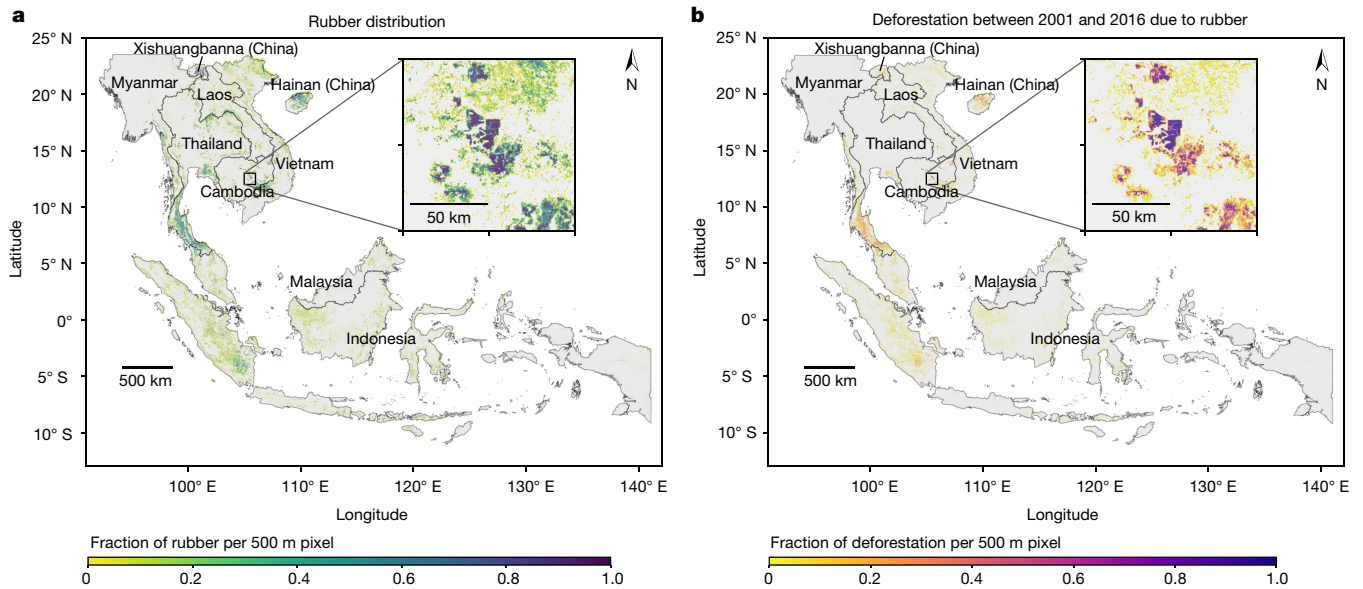 a
Rubber distribution
25° N
20° N
15° N
10° N
5° N
0°
5° S
10° S
Latitude
Xishuangbanna (China)
Myanmar
Hainan (China)
Laos
Thailand
Vietnam
Cambodia
50 km
N
Malaysia
Indonesia
500 km
100° E
110° E
120° E
130° E
140° E
Longitude
Fraction of rubber per 500 m pixel
0
0.2
0.4
0.6
0.8
1.0
b
Deforestation between 2001 and 2016 due to rubber
25° N
20° N
15° N
10° N
5° N
0°
5° S
10° S
Latitude
Xishuangbanna (China)
Myanmar
Hainan (China)
Laos
Thailand
Vietnam
Cambodia
50 km
N
Malaysia
Indonesia
500 km
100° E
110° E
120° E
130° E
140° E
Longitude
Fraction of deforestation per 500 m pixel
0
0.2
0.4
0.6
0.8
1.0